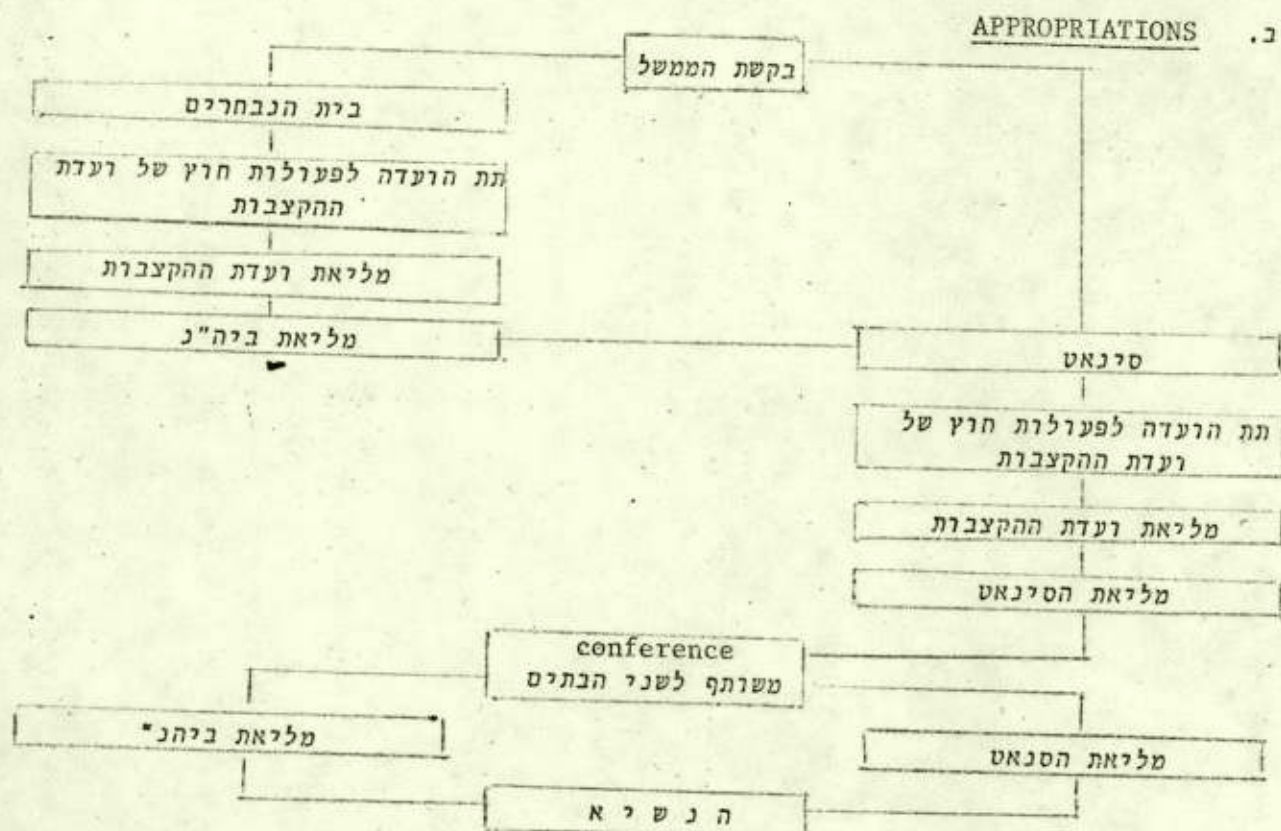 ב. APPROPRIATIONS
בקשת הממשל
בית הנבחרים
תת הועדה לפעולות חוץ של ועדת
ההקצבות
מליאת ועדת ההקצבות
מליאת ביה"נ
סינאט
תת הועדה לפעולות חוץ של
ועדת ההקצבות
מליאת ועדת ההקצבות
מליאת הסינאט
conference
משותף לשני הבתים
מליאת ביהנ"
מליאת הסנאט
ה נ ש י א